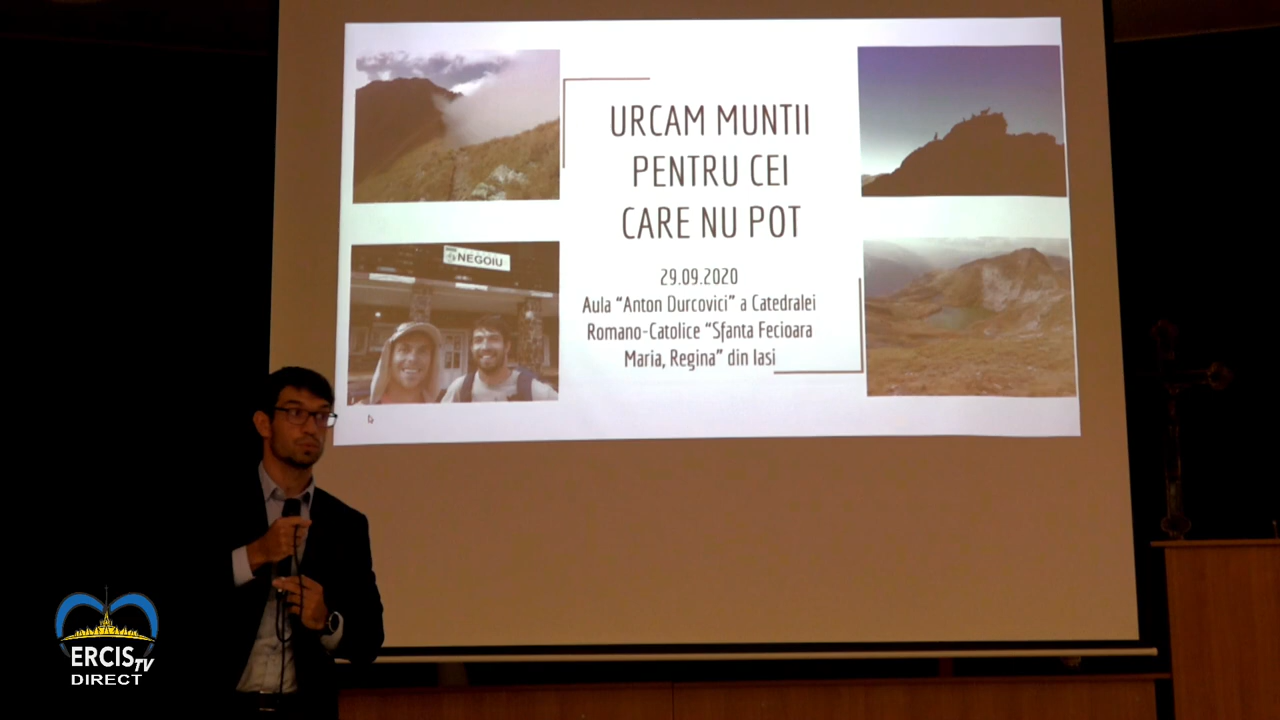 URCAM MUNTII
PENTRU CEI
CARE NU POT
29.09.2020
Aula “Anton Durcovici” a Catedralei
Romano-Catolice “Sfanta Fecioara
Maria, Regina” din Iasi
NEGOIU
ERCIS TV
DIRECT